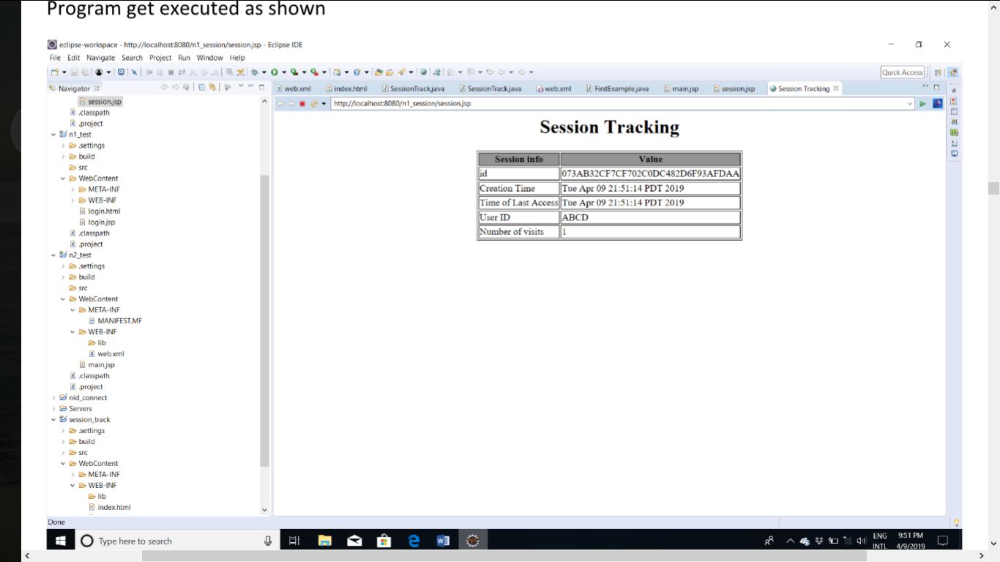 Program get executed as shown
eclipse-workspace - http://localhost:8080/n1_session/session.jsp - Eclipse IDE
File Edit Navigate Search Project Run Window Help
Quick Access
Navigator
web.xml index.html SessionTrack.java SessionTrack.java web.xml FirstExample.java main.jsp session.jsp Session Tracking
http://localhost:8080/n1_session/session.jsp
session.jsp
.classpath
.project
n1_test
.settings
build
src
WebContent
META-INF
WEB-INF
login.html
login.jsp
.classpath
.project
n2_test
.settings
build
src
WebContent
META-INF
MANIFEST.MF
WEB-INF
lib
web.xml
main.jsp
.classpath
.project
nid_connect
Servers
session_track
.settings
build
src
WebContent
META-INF
WEB-INF
lib
index.html
Session Tracking
Session info Value
id 073AB32CF7CF702C0DC482D6F93AFDAA
Creation Time Tue Apr 09 21:51:14 PDT 2019
Time of Last Access Tue Apr 09 21:51:14 PDT 2019
User ID ABCD
Number of visits 1
Done
Type here to search
ENG 9:51 PM
INTL 4/9/2019